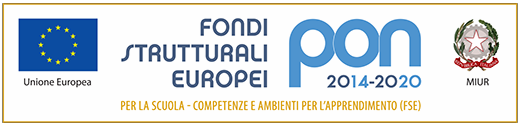 FONDI
STRUTTURALI
EUROPEI
pon
2014-2020
Unione Europea
MIUR
PER LA SCUOLA - COMPETENZE E AMBIENTI PER L'APPRENDIMENTO (FSE)